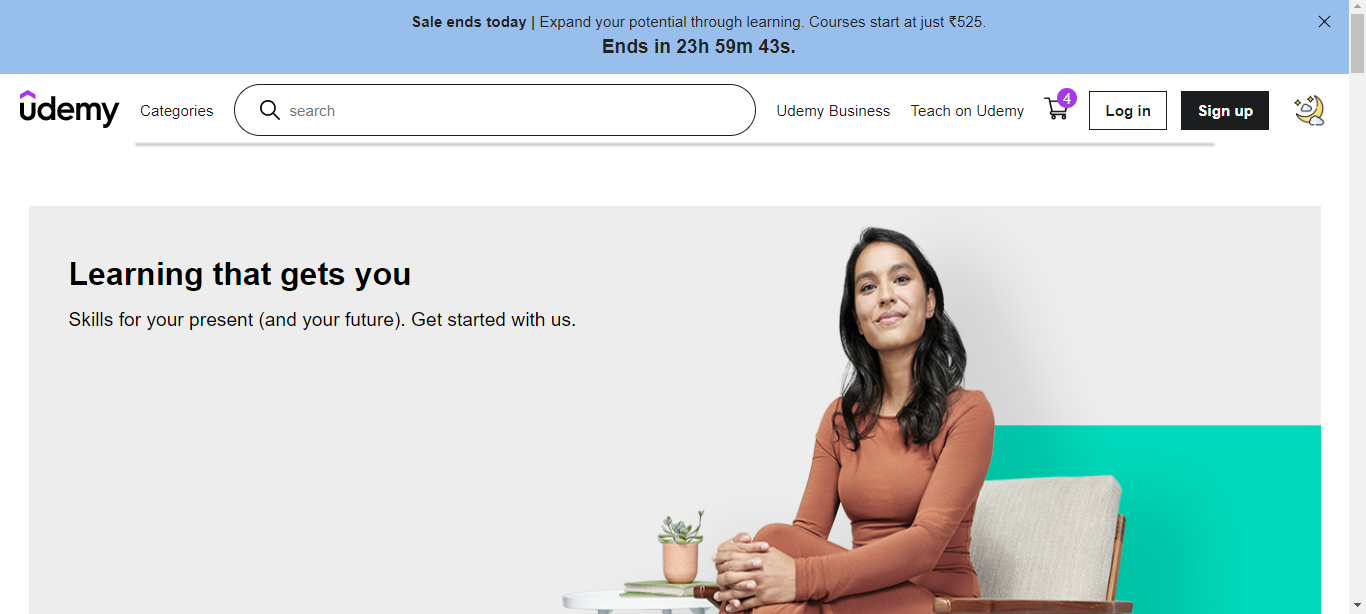 Sale ends today | Expand your potential through learning. Courses start at just ₹525.
Ends in 23h 59m 43s.
udemy Categories search Udemy Business Teach on Udemy 4 Log in Sign up
Learning that gets you
Skills for your present (and your future). Get started with us.